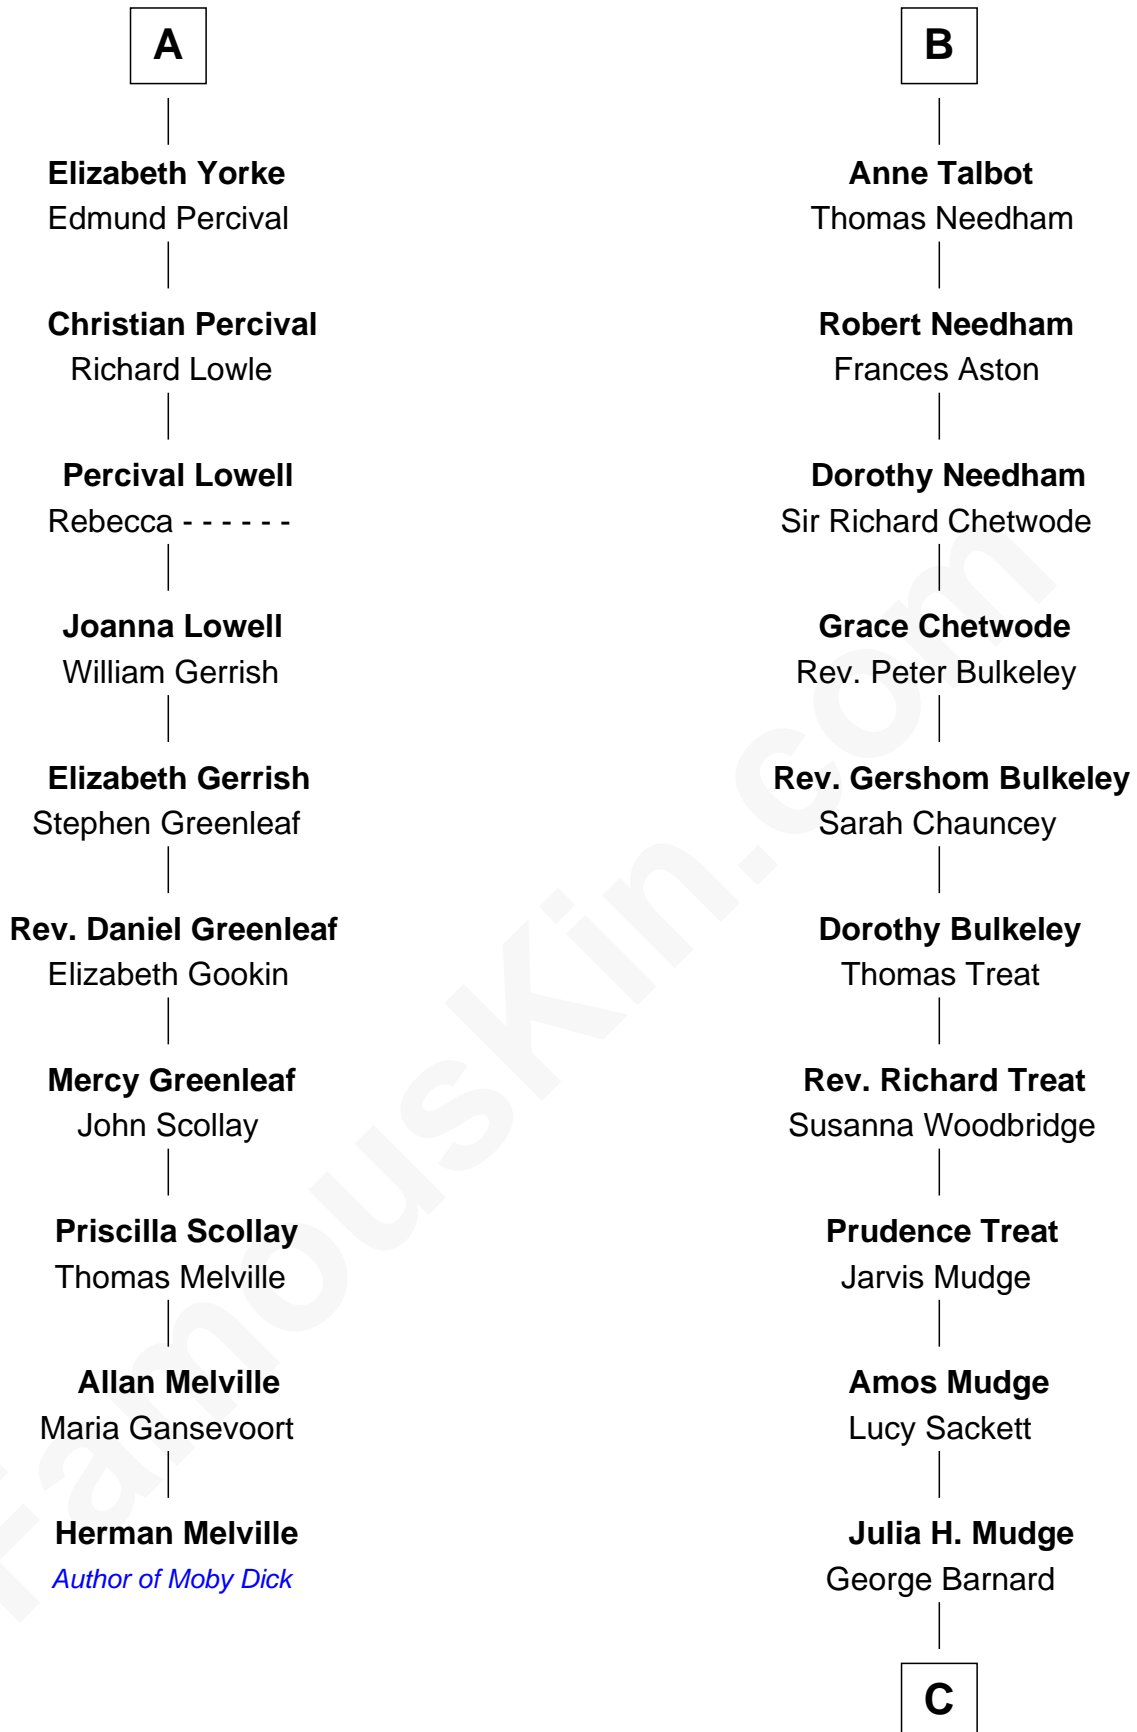 A
Elizabeth Yorke
Edmund Percival
Christian Percival
Richard Lowle
Percival Lowell
Rebecca - - - - - -
Joanna Lowell
William Gerrish
Elizabeth Gerrish
Stephen Greenleaf
Rev. Daniel Greenleaf
Elizabeth Gookin
Mercy Greenleaf
John Scollay
Priscilla Scollay
Thomas Melville
Allan Melville
Maria Gansevoort
Herman Melville
Author of Moby Dick
B
Anne Talbot
Thomas Needham
Robert Needham
Frances Aston
Dorothy Needham
Sir Richard Chetwode
Grace Chetwode
Rev. Peter Bulkeley
Rev. Gershom Bulkeley
Sarah Chauncey
Dorothy Bulkeley
Thomas Treat
Rev. Richard Treat
Susanna Woodbridge
Prudence Treat
Jarvis Mudge
Amos Mudge
Lucy Sackett
Julia H. Mudge
George Barnard
C
FamousKin.com